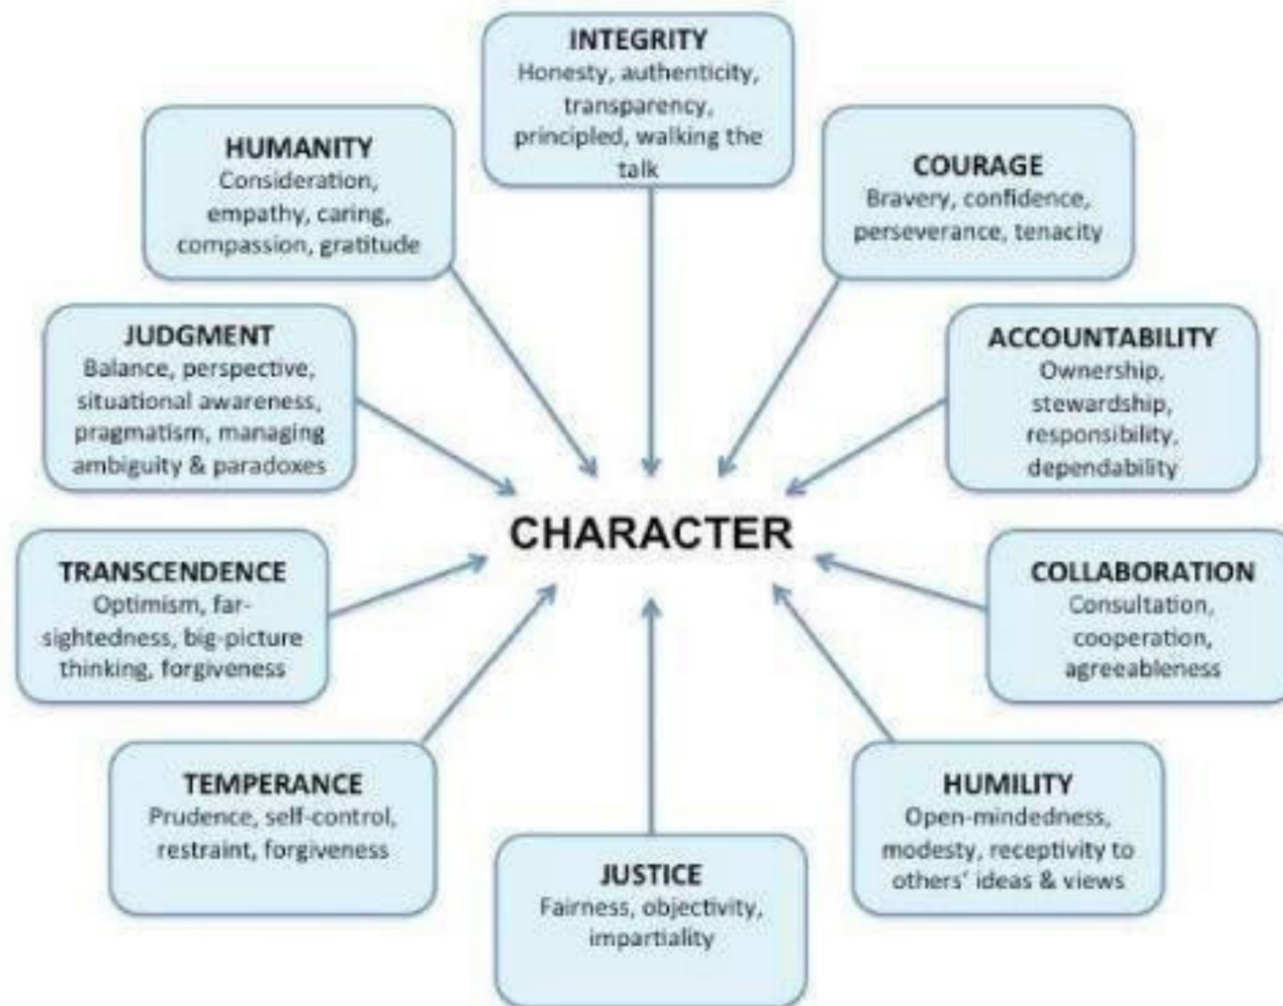 INTEGRITY
Honesty, authenticity,
transparency,
principled, walking the
talk
HUMANITY
Consideration,
empathy, caring,
compassion, gratitude
COURAGE
Bravery, confidence,
perseverance, tenacity
JUDGMENT
Balance, perspective,
situational awareness,
pragmatism, managing
ambiguity & paradoxes
ACCOUNTABILITY
Ownership,
stewardship,
responsibility,
dependability
CHARACTER
TRANSCENDENCE
Optimism, far-
sightedness, big-picture
thinking, forgiveness
COLLABORATION
Consultation,
cooperation,
agreeableness
TEMPERANCE
Prudence, self-control,
restraint, forgiveness
HUMILITY
Open-mindedness,
modesty, receptivity to
others' ideas & views
JUSTICE
Fairness, objectivity,
impartiality